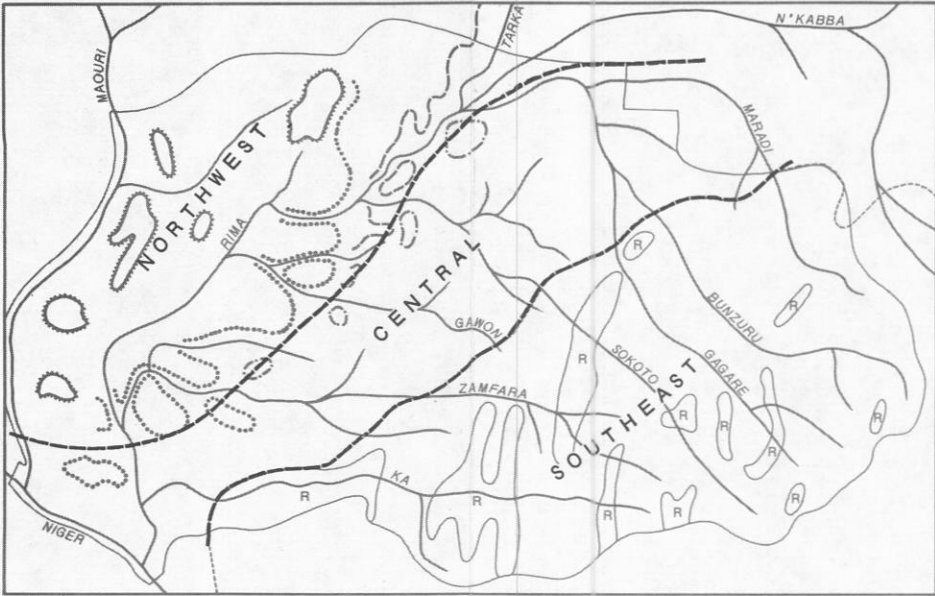 N'KABBA
TARKA
MAOURI
MARADI
NORTHWEST
RIMA
R
CENTRAL
R
BUNZURU
GAWON
R
SOKOTO
GAGARE
ZAMFARA
SOUTHEAST
R
R
R
R
KA
R
R
R
R
R
NIGER